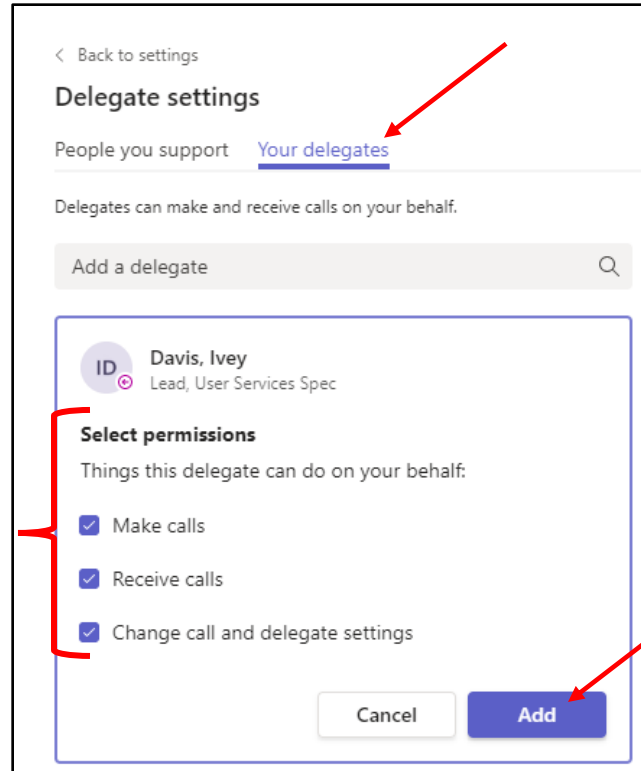 < Back to settings
Delegate settings
People you support Your delegates
Delegates can make and receive calls on your behalf.
Add a delegate
ID Davis, Ivey
Lead, User Services Spec
Select permissions
Things this delegate can do on your behalf:
Make calls
Receive calls
Change call and delegate settings
Cancel Add